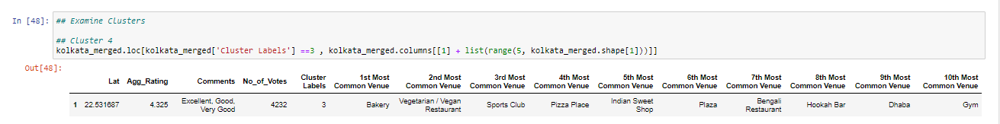 In [48]: ## Examine Clusters
## Cluster 4
kolkata_merged.loc[kolkata_merged['Cluster Labels'] ==3 , kolkata_merged.columns[[1] + list(range(5, kolkata_merged.shape[1]))]]
Out[48]:
Lat Agg_Rating Comments No_of_Votes Cluster Labels 1st Most Common Venue 2nd Most Common Venue 3rd Most Common Venue 4th Most Common Venue 5th Most Common Venue 6th Most Common Venue 7th Most Common Venue 8th Most Common Venue 9th Most Common Venue 10th Most Common Venue
1 22.531687 4.325 Excellent, Good, Very Good 4232 3 Bakery Vegetarian / Vegan Restaurant Sports Club Pizza Place Indian Sweet Shop Plaza Bengali Restaurant Hookah Bar Dhaba Gym